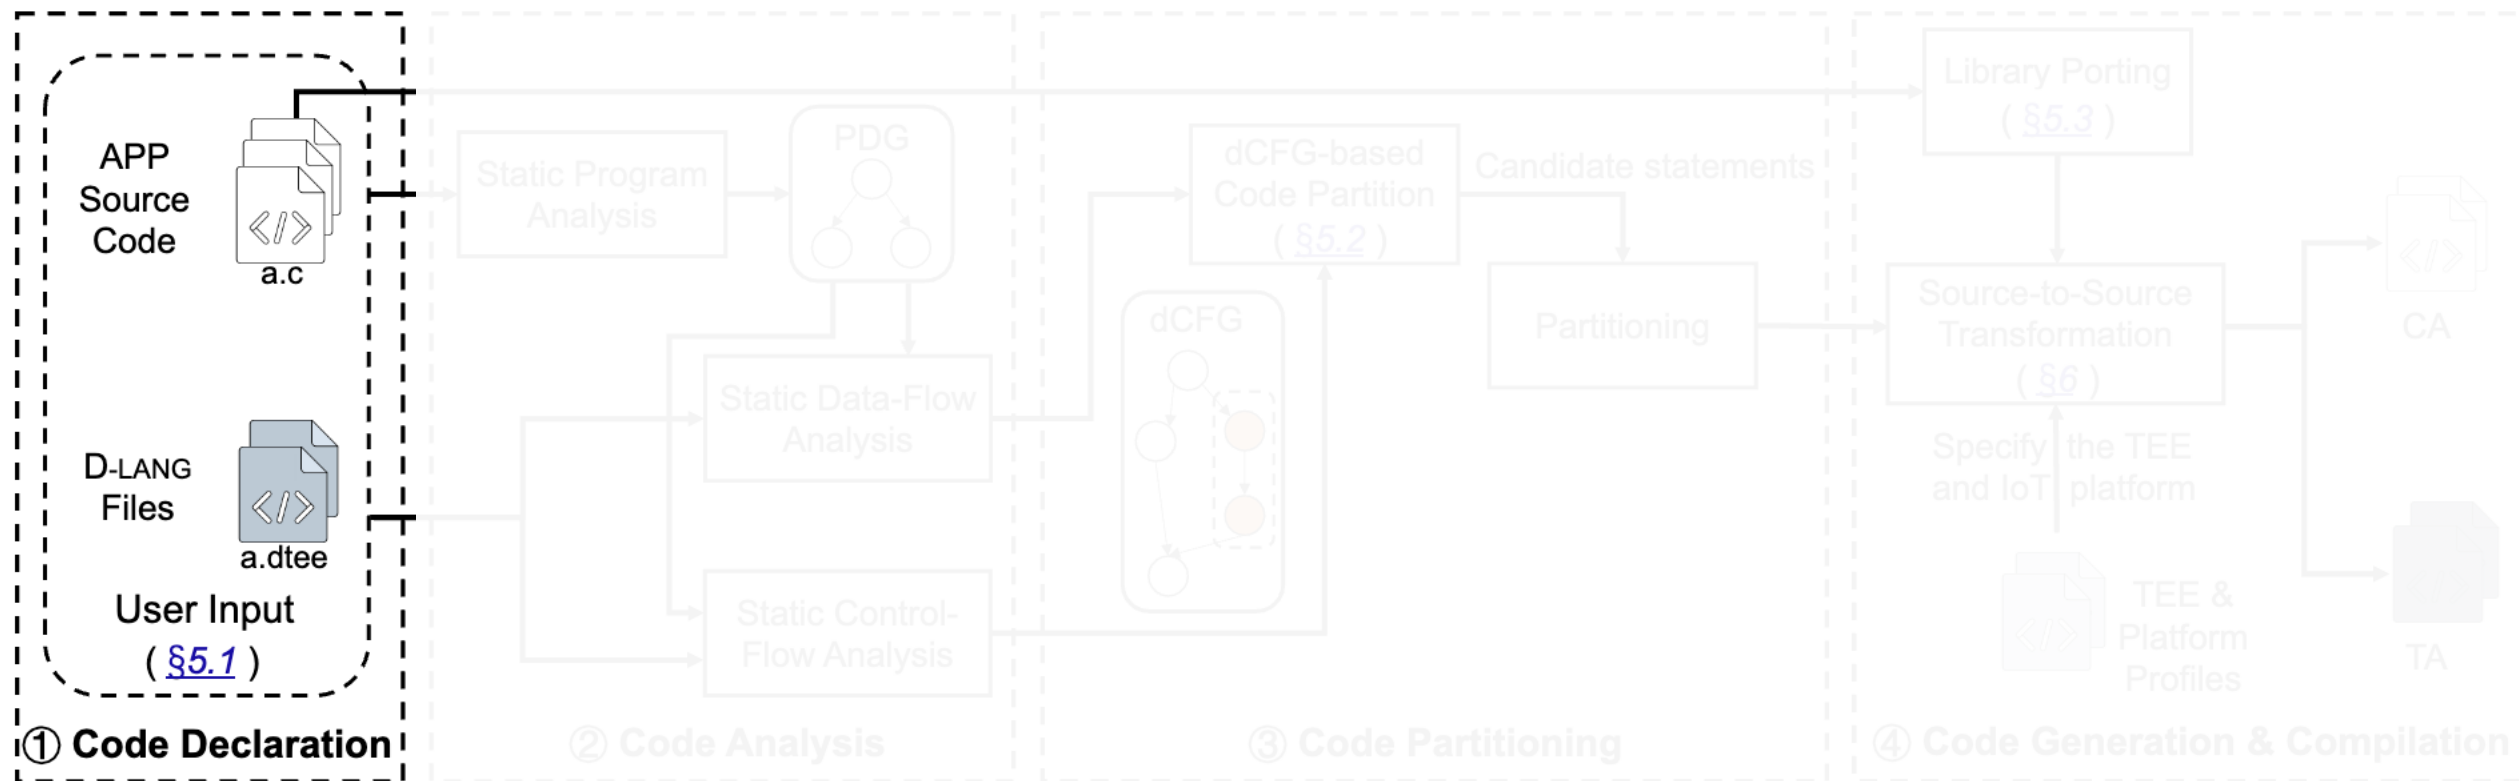 APP
Source
Code
a.c
D-LANG
Files
a.dtee
User Input
( §5.1 )
① Code Declaration
Static Program
Analysis
PDG
Static Data-Flow
Analysis
Static Control-
Flow Analysis
② Code Analysis
dCFG-based
Code Partition
( §5.2 )
Candidate statements
dCFG
Partitioning
③ Code Partitioning
Library Porting
( §5.3 )
Source-to-Source
Transformation
( §6 )
Specify the TEE
and IoT platform
TEE &
Platform
Profiles
CA
TA
④ Code Generation & Compilation